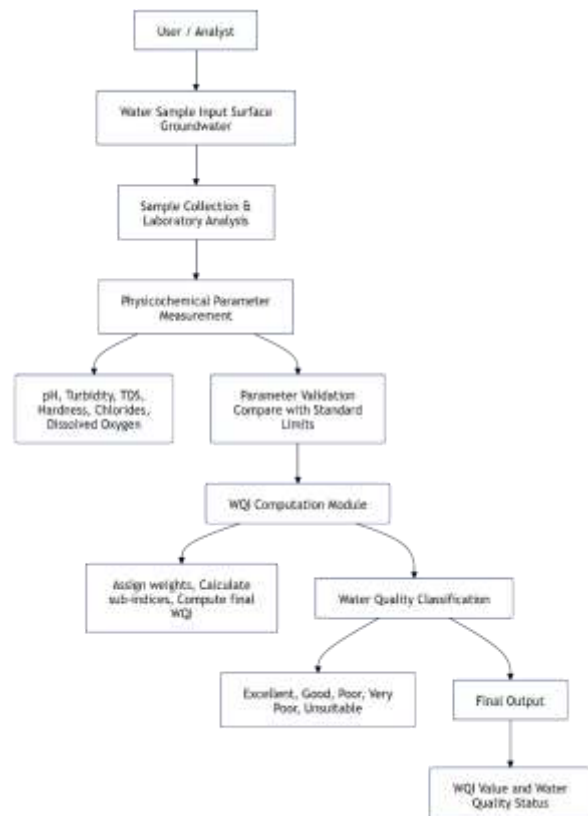 User / Analyst
Water Sample Input Surface
Groundwater
Sample Collection &
Laboratory Analysis
Physicochemical Parameter
Measurement
pH, Turbidity, TDS,
Hardness, Chlorides,
Dissolved Oxygen
Parameter Validation
Compare with Standard
Limits
WQI Computation Module
Assign weights, Calculate
sub-indices, Compute final
WQI
Water Quality Classification
Excellent, Good, Poor, Very
Poor, Unsuitable
Final Output
WQI Value and Water
Quality Status